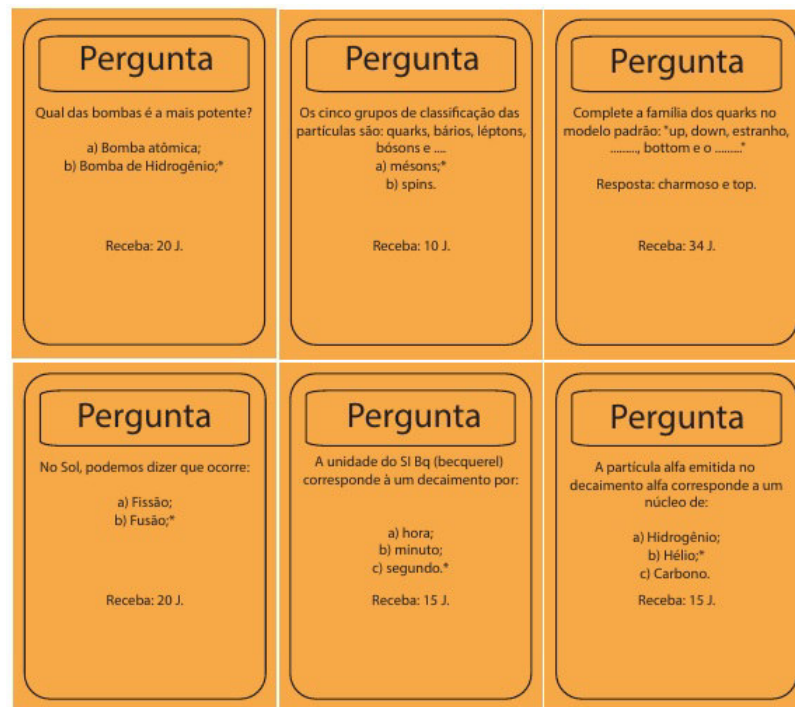 Pergunta
Qual das bombas é a mais potente?
a) Bomba atômica;
b) Bomba de Hidrogênio;*
Receba: 20 J.
Pergunta
Os cinco grupos de classificação das
partículas são: quarks, bários, léptons,
bósons e ....
a) mésons;*
b) spins.
Receba: 10 J.
Pergunta
Complete a família dos quarks no
modelo padrão: "up, down, estranho,
........., bottom e o ........."
Resposta: charmoso e top.
Receba: 34 J.
Pergunta
No Sol, podemos dizer que ocorre:
a) Fissão;
b) Fusão;*
Receba: 20 J.
Pergunta
A unidade do SI Bq (becquerel)
corresponde à um decaimento por:
a) hora;
b) minuto;
c) segundo.*
Receba: 15 J.
Pergunta
A partícula alfa emitida no
decaimento alfa corresponde a um
núcleo de:
a) Hidrogênio;
b) Hélio;*
c) Carbono.
Receba: 15 J.